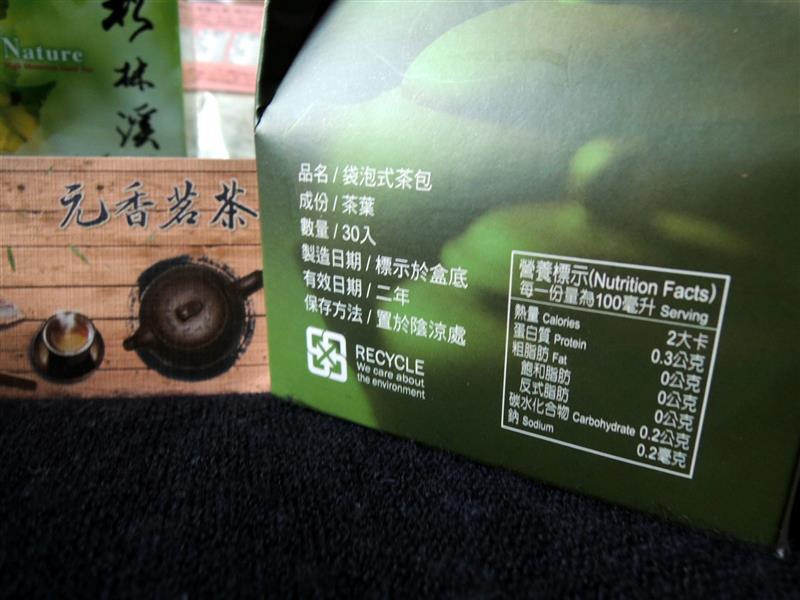 Nature
杉林溪
元香茗茶
品名/袋泡式茶包
成份/茶葉
數量/30入
製造日期/標示於盒底
有效日期/二年
保存方法/置於陰涼處
RECYCLE
We care about
the environment
營養標示(Nutrition Facts)
每一份量為100毫升 Serving
熱量 Calories 2大卡
蛋白質 Protein 0.3公克
粗脂肪 Fat 0公克
飽和脂肪 0公克
反式脂肪 0公克
碳水化合物 Carbohydrate 0.2公克
鈉 Sodium 0.2毫克